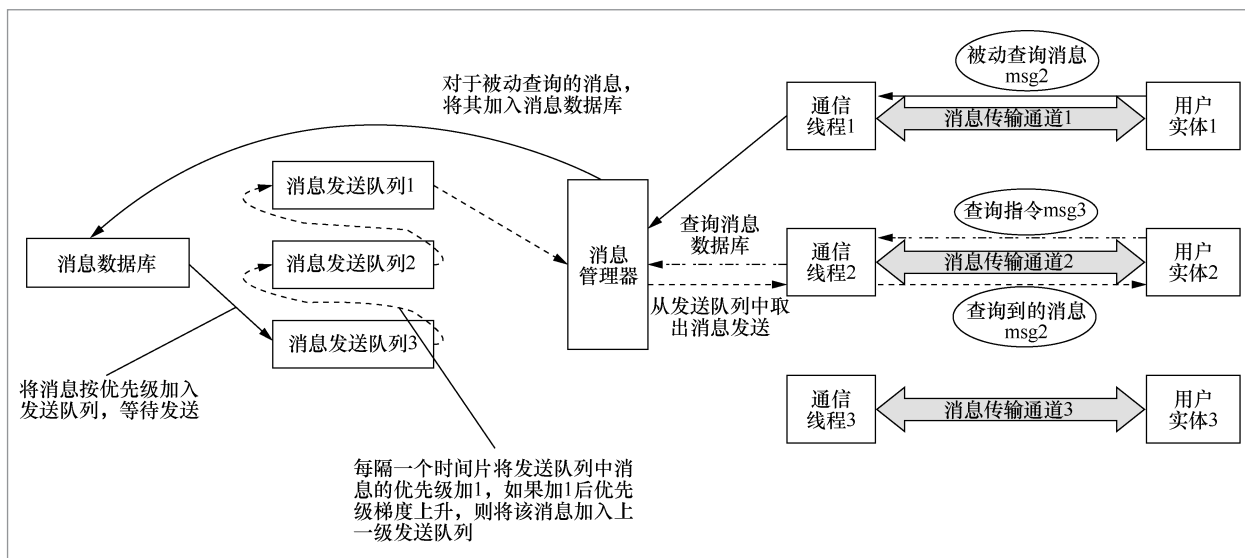 被动查询消息
msg2
对于被动查询的消息，
将其加入消息数据库
通信
线程1
消息传输通道1
用户
实体1
消息发送队列1
消息
管理器
查询消息
数据库
查询指令msg3
消息数据库
消息发送队列2
通信
线程2
消息传输通道2
用户
实体2
从发送队列中取
出消息发送
查询到的消息
msg2
消息发送队列3
将消息按优先级加入
发送队列，等待发送
通信
线程3
消息传输通道3
用户
实体3
每隔一个时间片将发送队列中消
息的优先级加1，如果加1后优先
级梯度上升，则将该消息加入上
一级发送队列